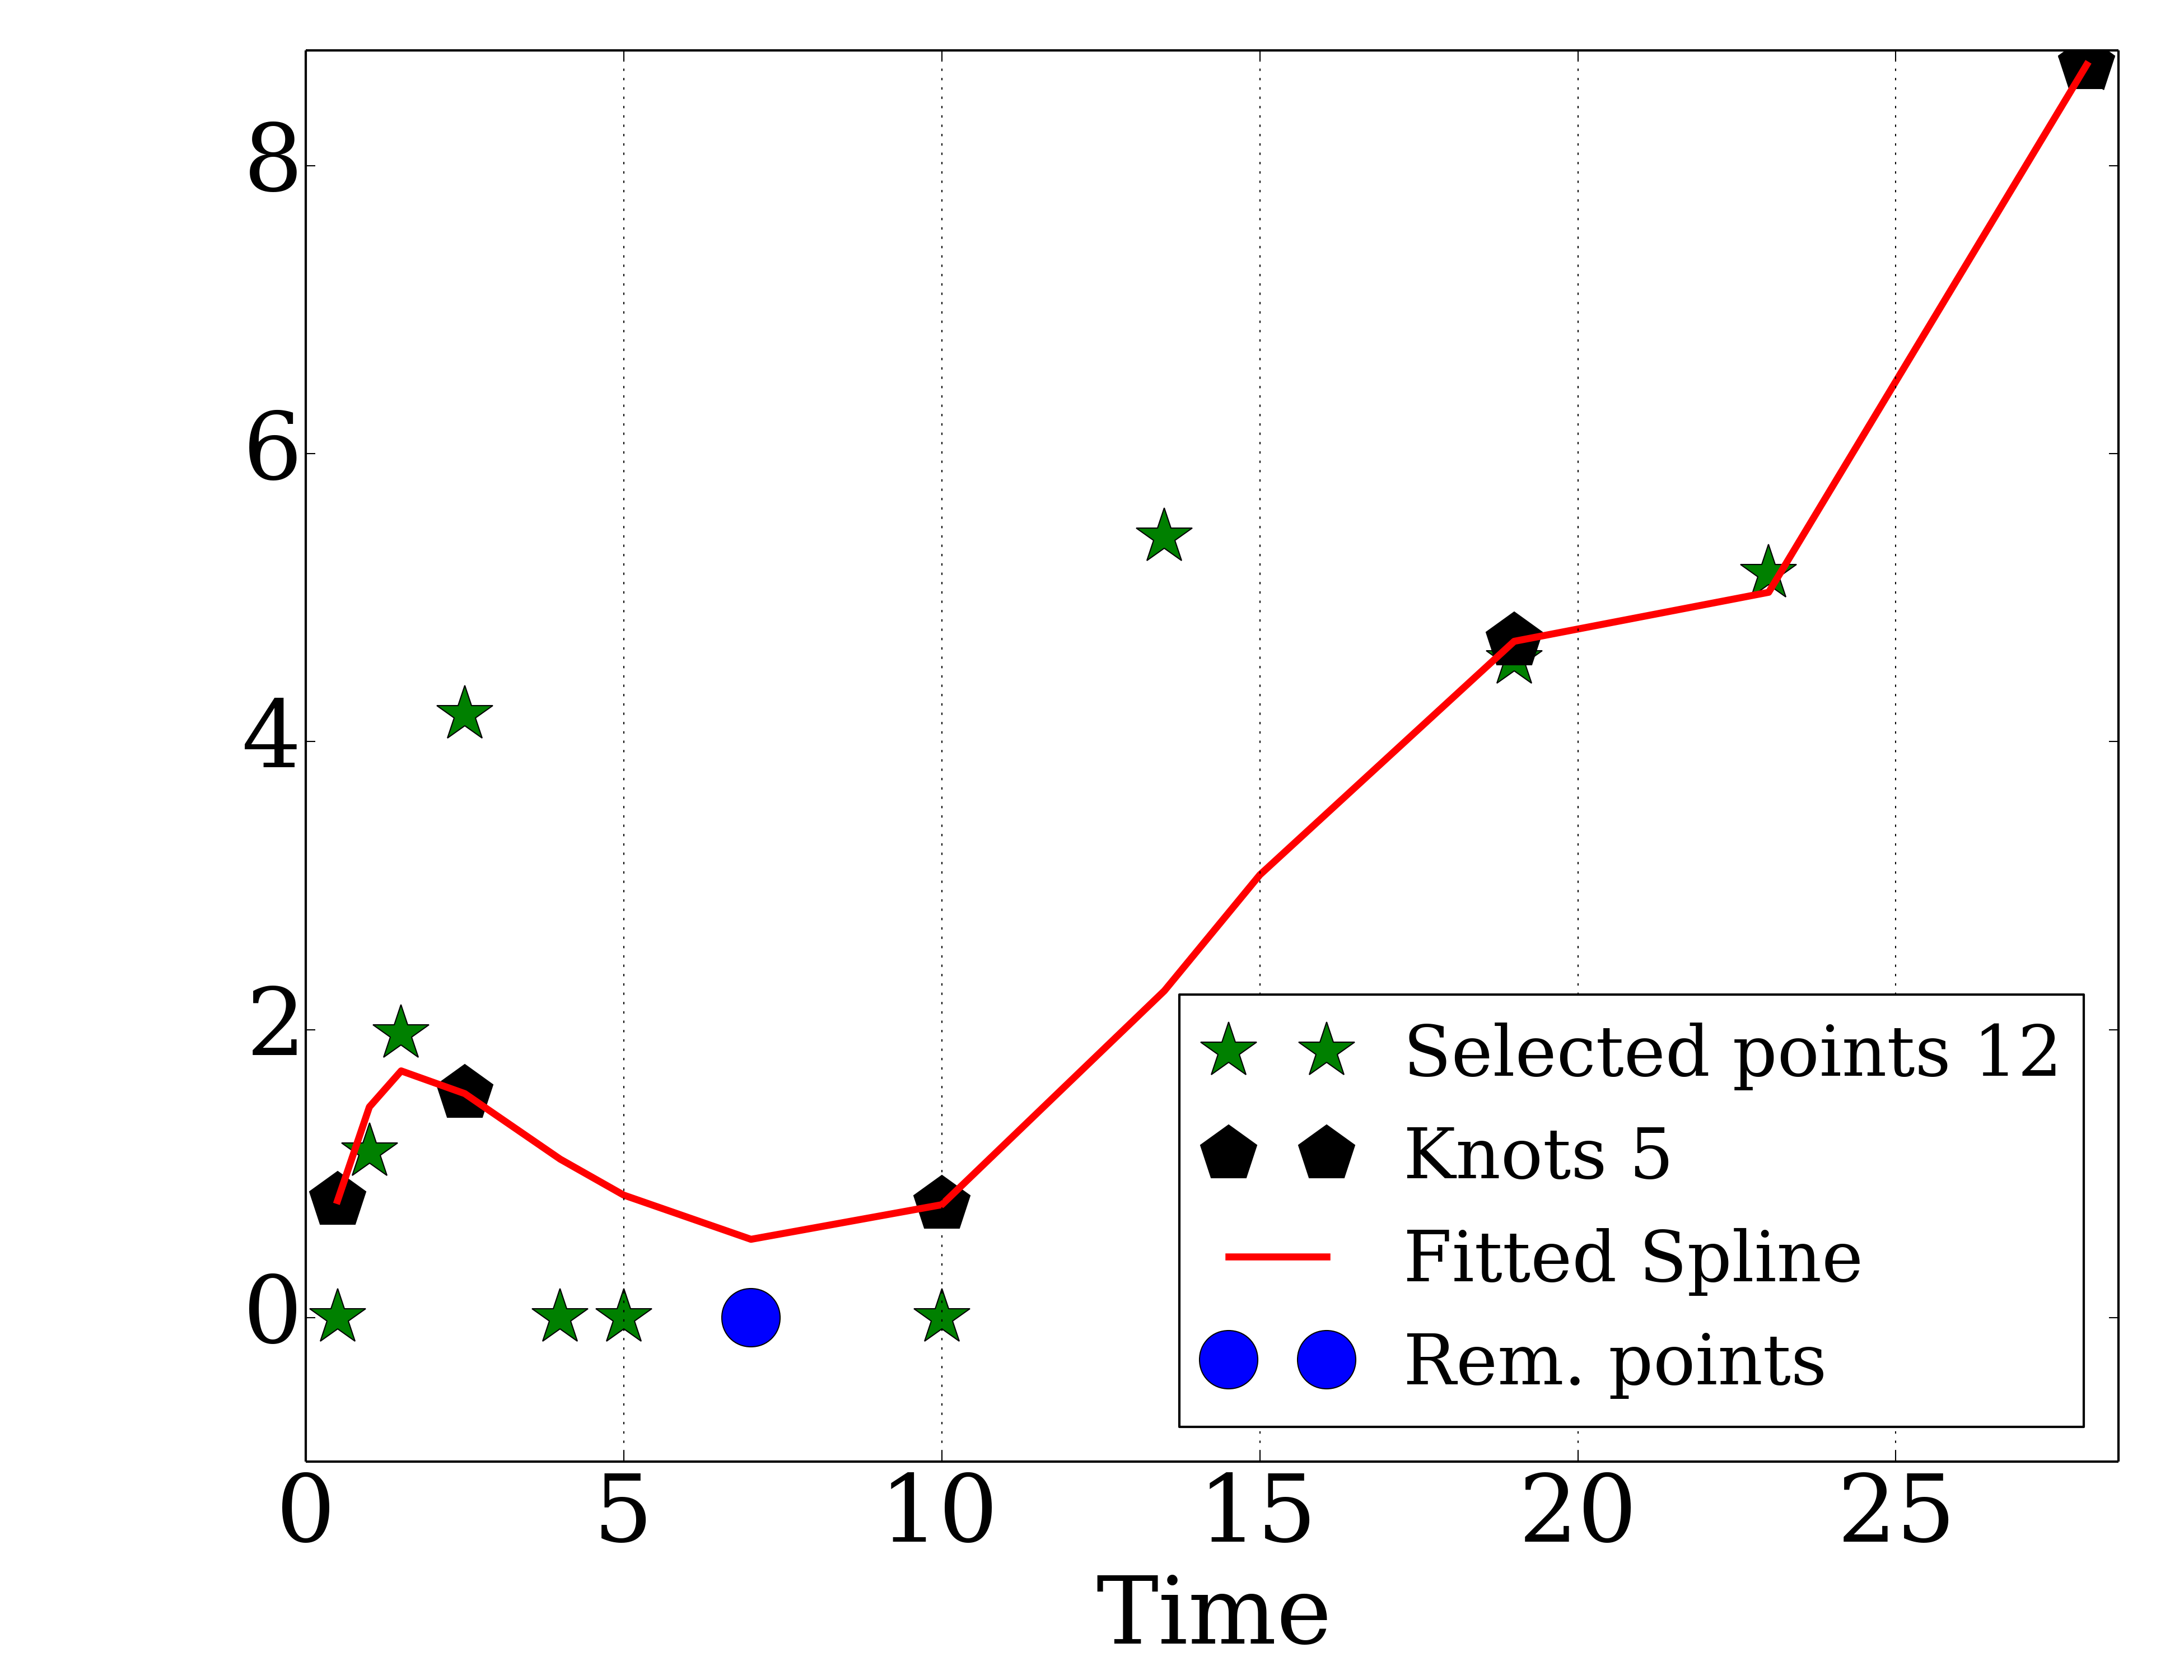 8
6
4
2
0
0 5 10 15 20 25
Time
Selected points 12
Knots 5
Fitted Spline
Rem. points